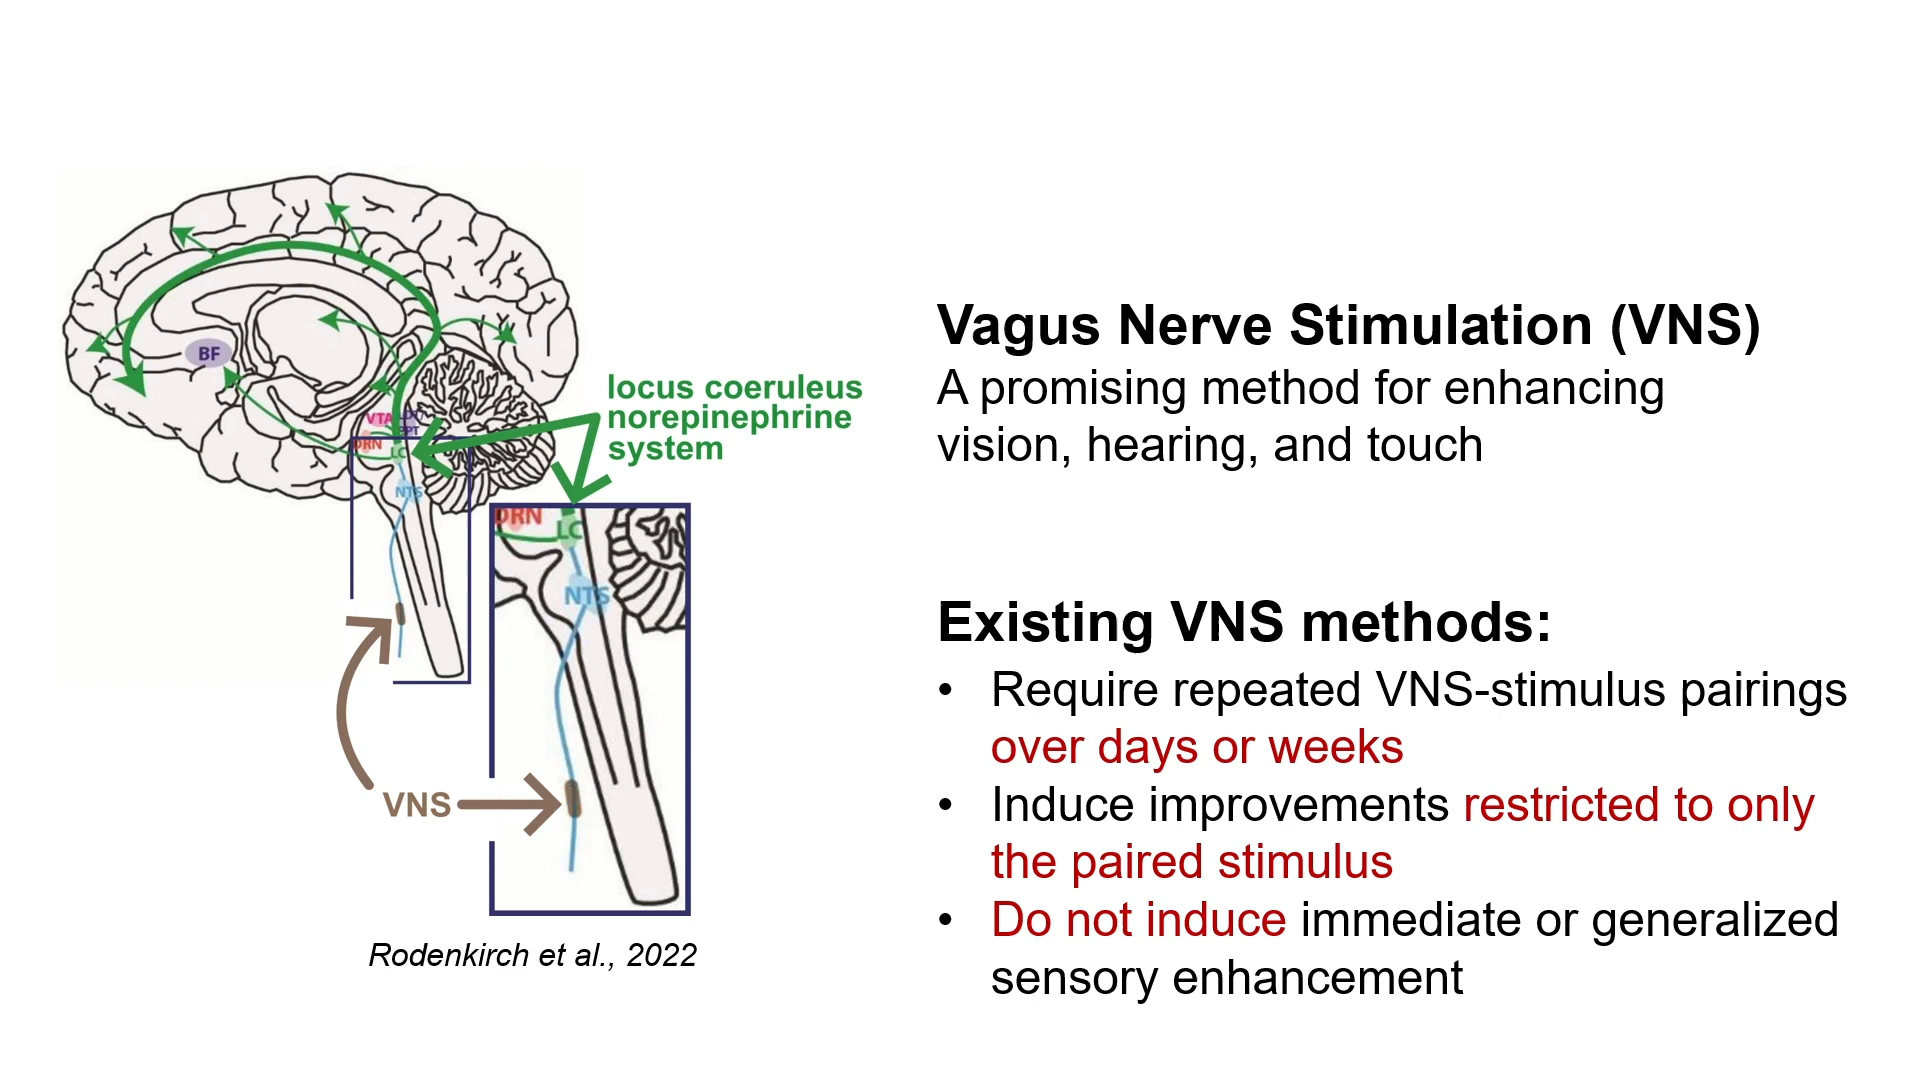 BF
VTA
LDT/
PPT
DRN
LC
NTS
locus coeruleus
norepinephrine
system
DRN
LC
NTS
VNS
Rodenkirch et al., 2022
Vagus Nerve Stimulation (VNS)
A promising method for enhancing
vision, hearing, and touch
Existing VNS methods:
• Require repeated VNS-stimulus pairings
over days or weeks
• Induce improvements restricted to only
the paired stimulus
• Do not induce immediate or generalized
sensory enhancement